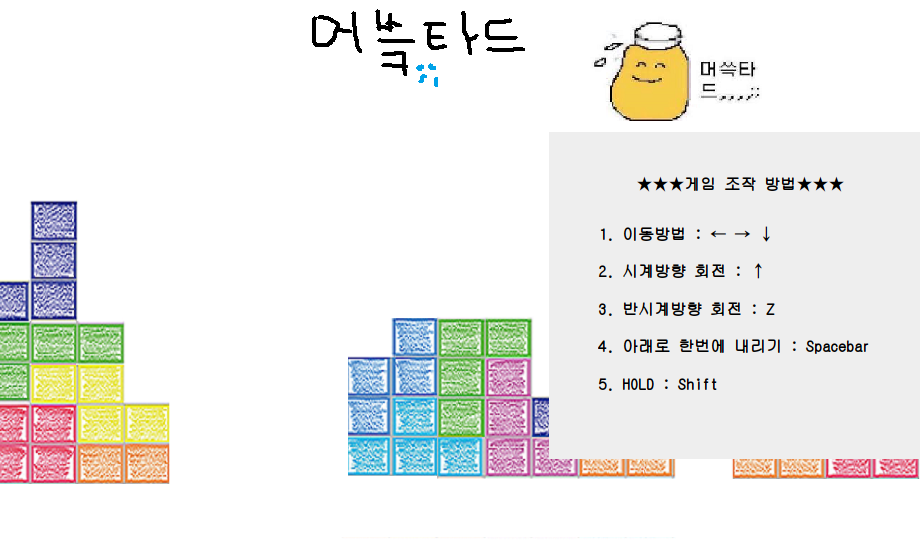 머쓱타드
머쓱타
드,,,,;;
★★★게임 조작 방법★★★
1. 이동방법 : ← → ↓
2. 시계방향 회전 : ↑
3. 반시계방향 회전 : Z
4. 아래로 한번에 내리기 : Spacebar
5. HOLD : Shift